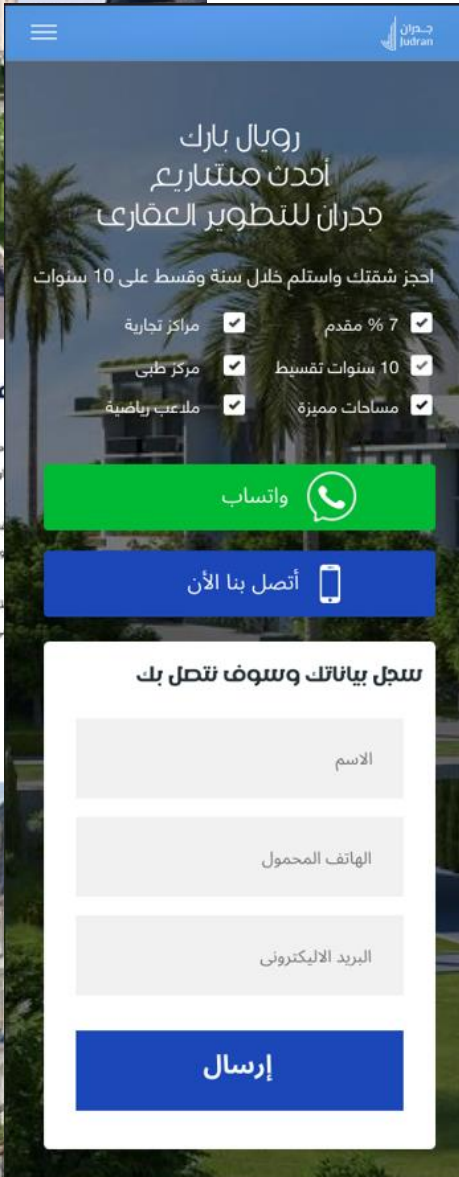 جـدران
Judran
رويال بارك
أحدث مشاريع
جدران للتطوير العقارى
احجز شقتك واستلم خلال سنة وقسط على 10 سنوات
7 % مقدم
مراكز تجارية
10 سنوات تقسيط
مركز طبى
مساحات مميزة
ملاعب رياضية
واتساب
أتصل بنا الأن
سجل بياناتك وسوف نتصل بك
الاسم
الهاتف المحمول
البريد الاليكترونى
إرسال